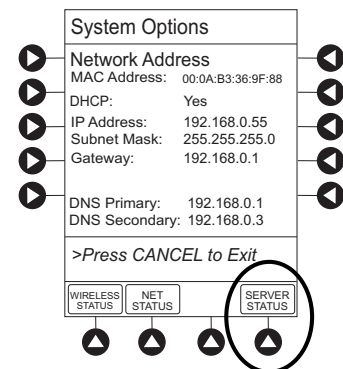 System Options
Network Address
MAC Address: 00:0A:B3:36:9F:88
DHCP: Yes
IP Address: 192.168.0.55
Subnet Mask: 255.255.255.0
Gateway: 192.168.0.1
DNS Primary: 192.168.0.1
DNS Secondary: 192.168.0.3
>Press CANCEL to Exit
WIRELESS STATUS
NET STATUS
SERVER STATUS